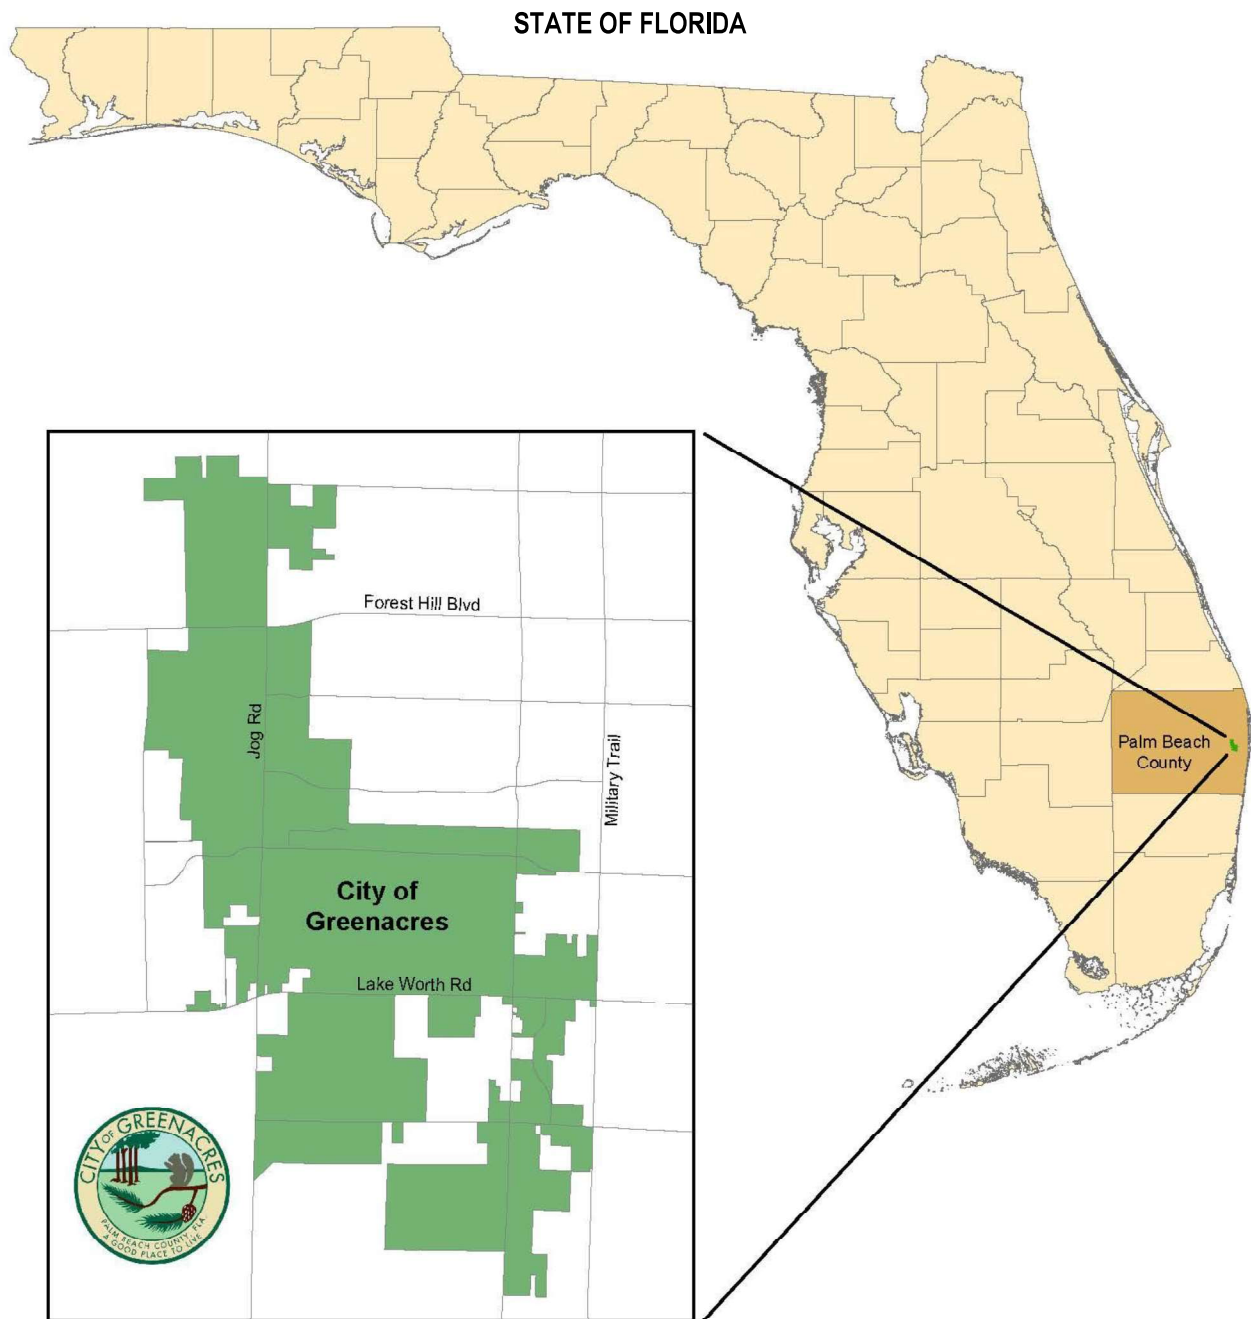 STATE OF FLORIDA
Forest Hill Blvd
Jog Rd
Military Trail
Palm Beach
County
City of
Greenacres
Lake Worth Rd
CITY OF GREENACRES
PALM BEACH COUNTY, FLA.
A GOOD PLACE TO LIVE